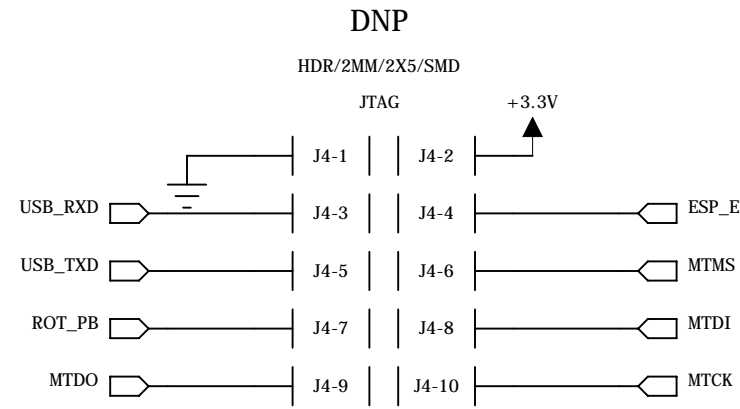 DNP
HDR/2MM/2X5/SMD
JTAG +3.3V
J4-1 J4-2
USB_RXD J4-3 J4-4 ESP_E
USB_TXD J4-5 J4-6 MTMS
ROT_PB J4-7 J4-8 MTDI
MTDO J4-9 J4-10 MTCK